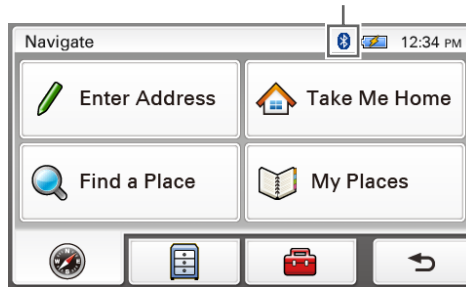 Navigate 12:34 PM
Enter Address Take Me Home
Find a Place My Places